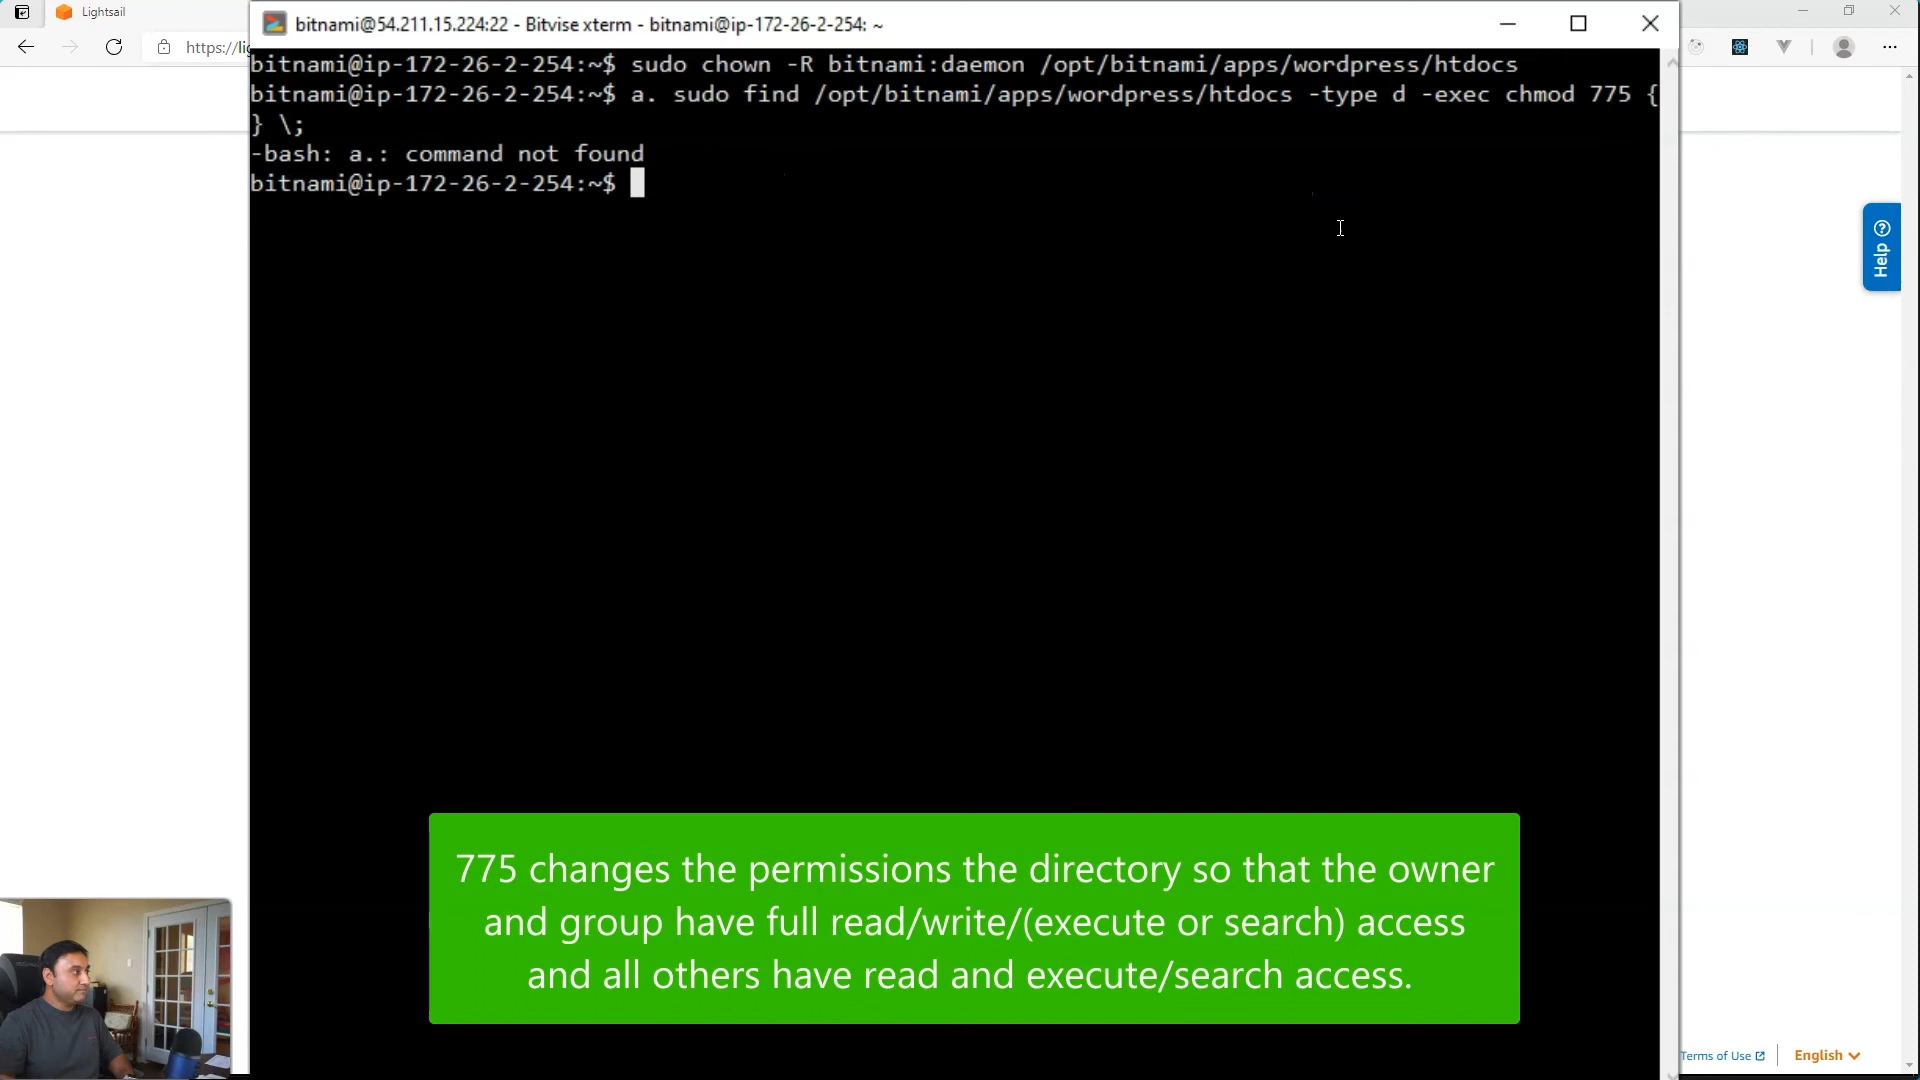 Lightsail
https://lig
bitnami@54.211.15.224:22 - Bitvise xterm - bitnami@ip-172-26-2-254: ~
bitnami@ip-172-26-2-254:~$ sudo chown -R bitnami:daemon /opt/bitnami/apps/wordpress/htdocs
bitnami@ip-172-26-2-254:~$ a. sudo find /opt/bitnami/apps/wordpress/htdocs -type d -exec chmod 775 {
} \;
-bash: a.: command not found
bitnami@ip-172-26-2-254:~$
Help
775 changes the permissions the directory so that the owner
and group have full read/write/(execute or search) access
and all others have read and execute/search access.
Terms of Use
English